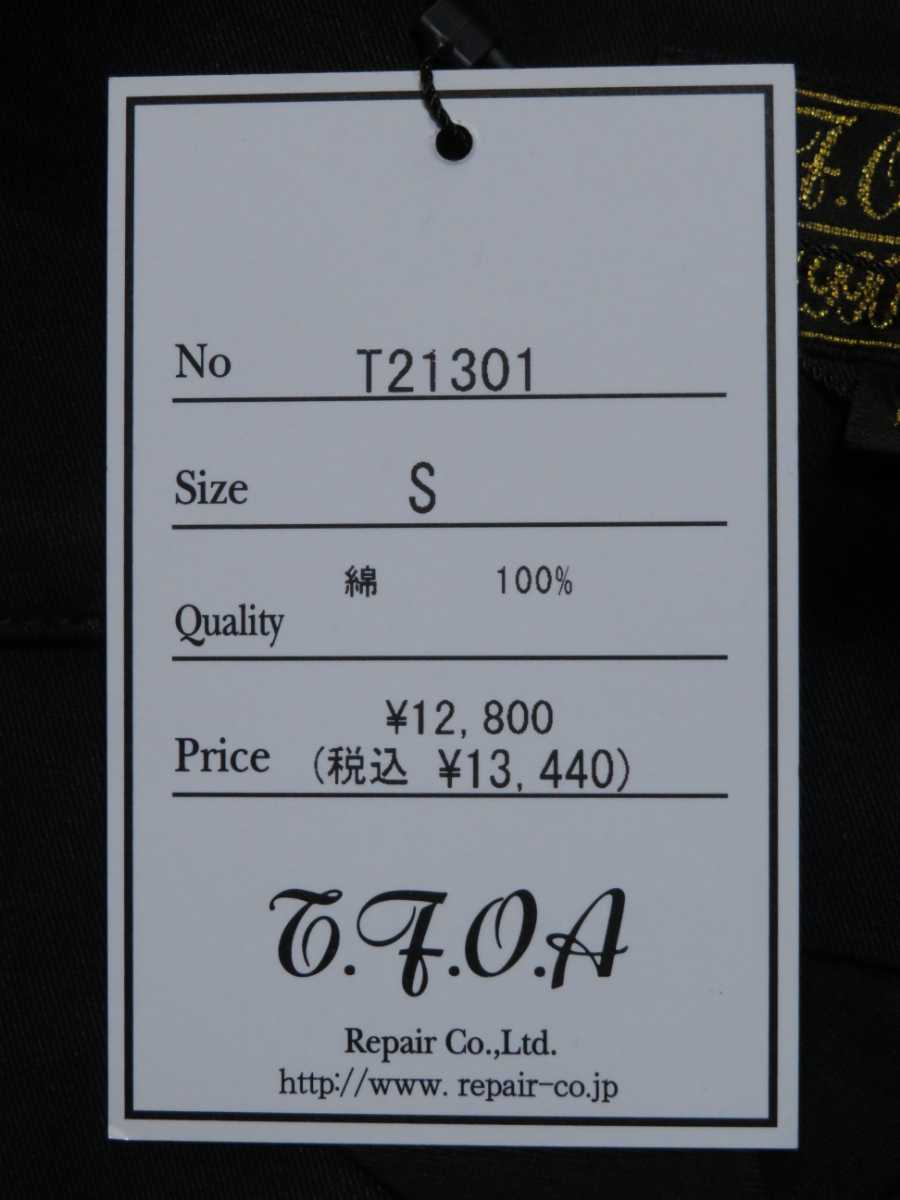 No T21301
Size S
綿 100%
Quality
¥12,800
Price (税込 ¥13,440)
T.F.O.A
Repair Co.,Ltd.
http://www. repair-co.jp